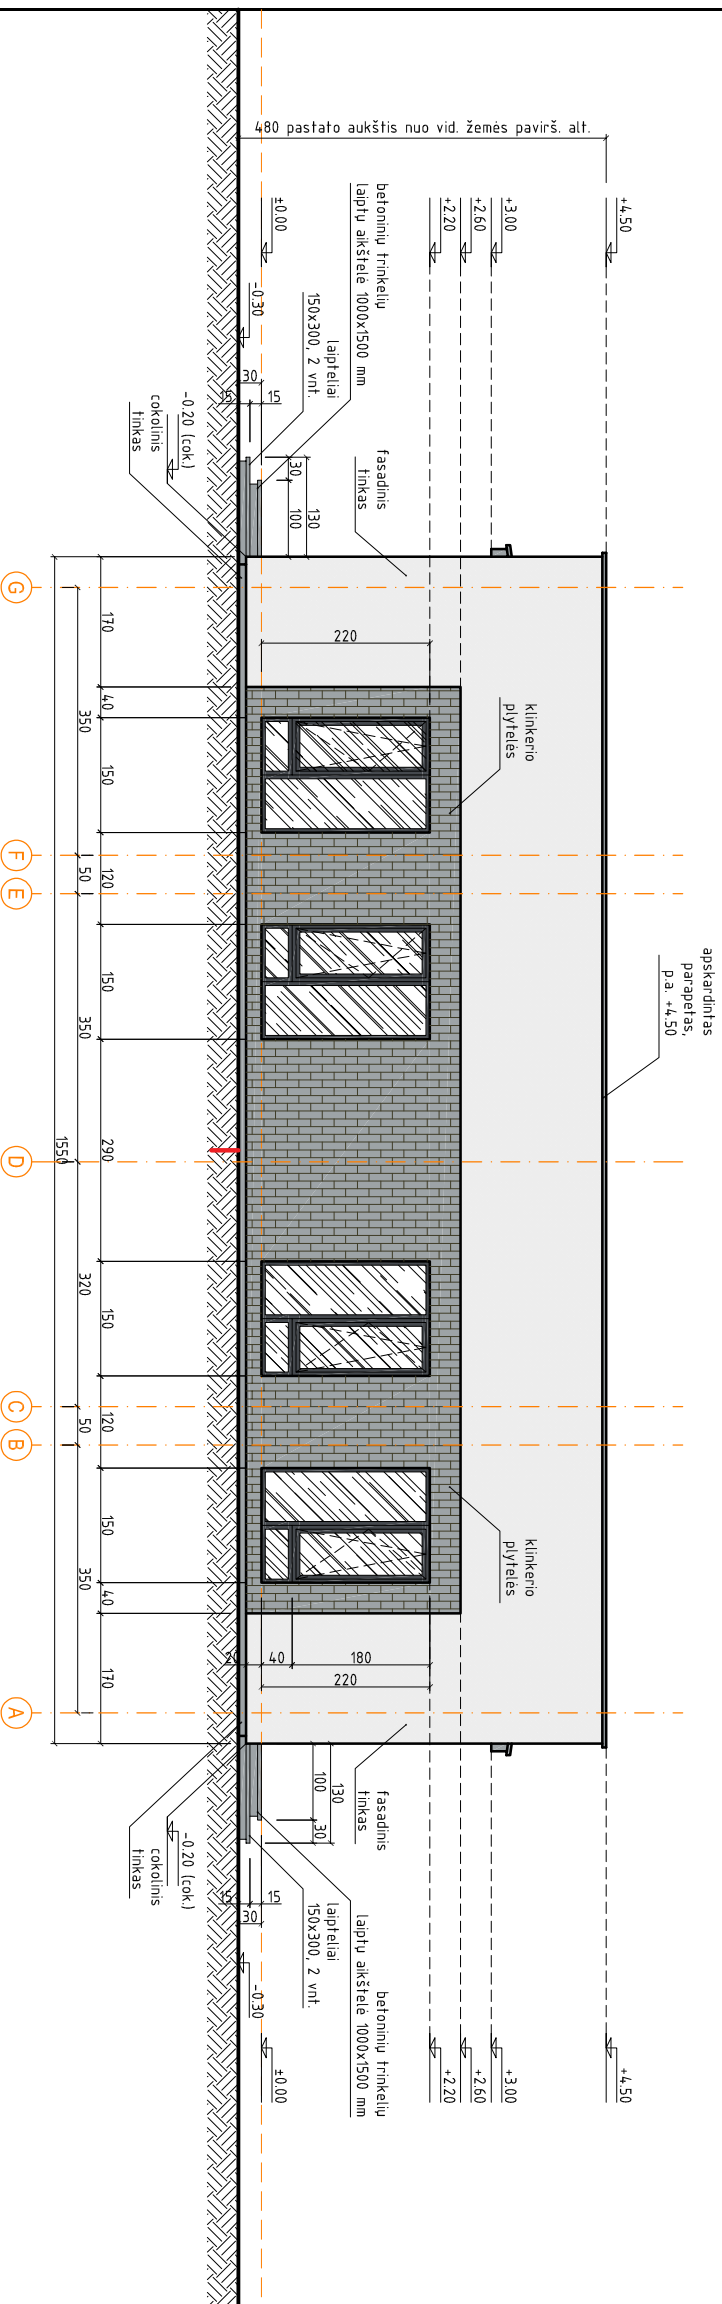 480 pastato aukštis nuo vid. žemės pavirš. alt.
+4.50
+3.00
+2.60
+2.20
±0.00
-0.30
betoninių trinkelių
laiptų aikštelė 1000x1500 mm
laipteliai
150x300, 2 vnt.
30
15
15
-0.20 (cok.)
cokolinis
tinkas
130
30
100
fasadinis
tinkas
220
klinkerio
plytelės
apskardintas
parapetas,
p.a. +4.50
170
40
150
120
150
290
150
120
150
40
170
350
50
350
320
50
350
1550
G
F
E
D
C
B
A
klinkerio
plytelės
20
40
180
220
fasadinis
tinkas
130
100
30
-0.20 (cok.)
cokolinis
tinkas
15
15
30
laipteliai
150x300, 2 vnt.
betoninių trinkelių
laiptų aikštelė 1000x1500 mm
-0.30
±0.00
+2.20
+2.60
+3.00
+4.50